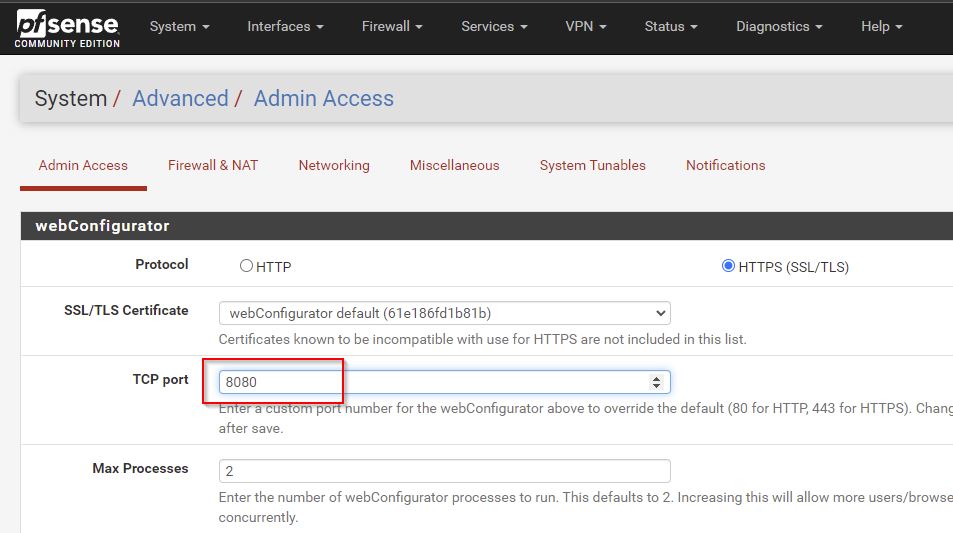 pfsense
COMMUNITY EDITION
System Interfaces Firewall Services VPN Status Diagnostics Help
System / Advanced / Admin Access
Admin Access Firewall & NAT Networking Miscellaneous System Tunables Notifications
webConfigurator
Protocol HTTP HTTPS (SSL/TLS)
SSL/TLS Certificate webConfigurator default (61e186fd1b81b)
Certificates known to be incompatible with use for HTTPS are not included in this list.
TCP port 8080
Enter a custom port number for the webConfigurator above to override the default (80 for HTTP, 443 for HTTPS). Chang
after save.
Max Processes 2
Enter the number of webConfigurator processes to run. This defaults to 2. Increasing this will allow more users/browse
concurrently.